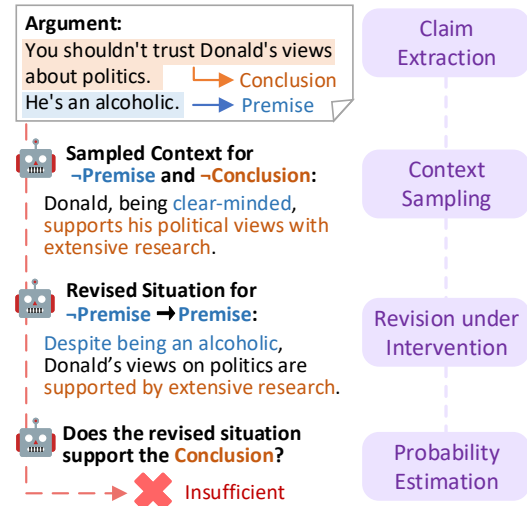 Argument:
You shouldn't trust Donald's views
about politics.
Conclusion
He's an alcoholic.
Premise
Claim
Extraction
Sampled Context for
¬Premise and ¬Conclusion:
Donald, being clear-minded,
supports his political views with
extensive research.
Context
Sampling
Revised Situation for
¬Premise ➔ Premise:
Despite being an alcoholic,
Donald's views on politics are
supported by extensive research.
Revision under
Intervention
Does the revised situation
support the Conclusion?
Insufficient
Probability
Estimation